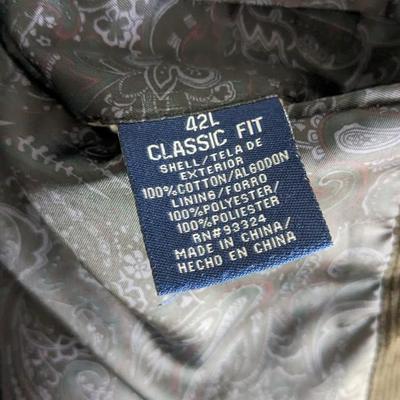 42L
CLASSIC FIT
SHELL/TELA DE
EXTERIOR
100%COTTON/ALGODON
LINING/FORRO
100%POLYESTER/
100%POLIESTER
RN#93324
MADE IN CHINA/
HECHO EN CHINA